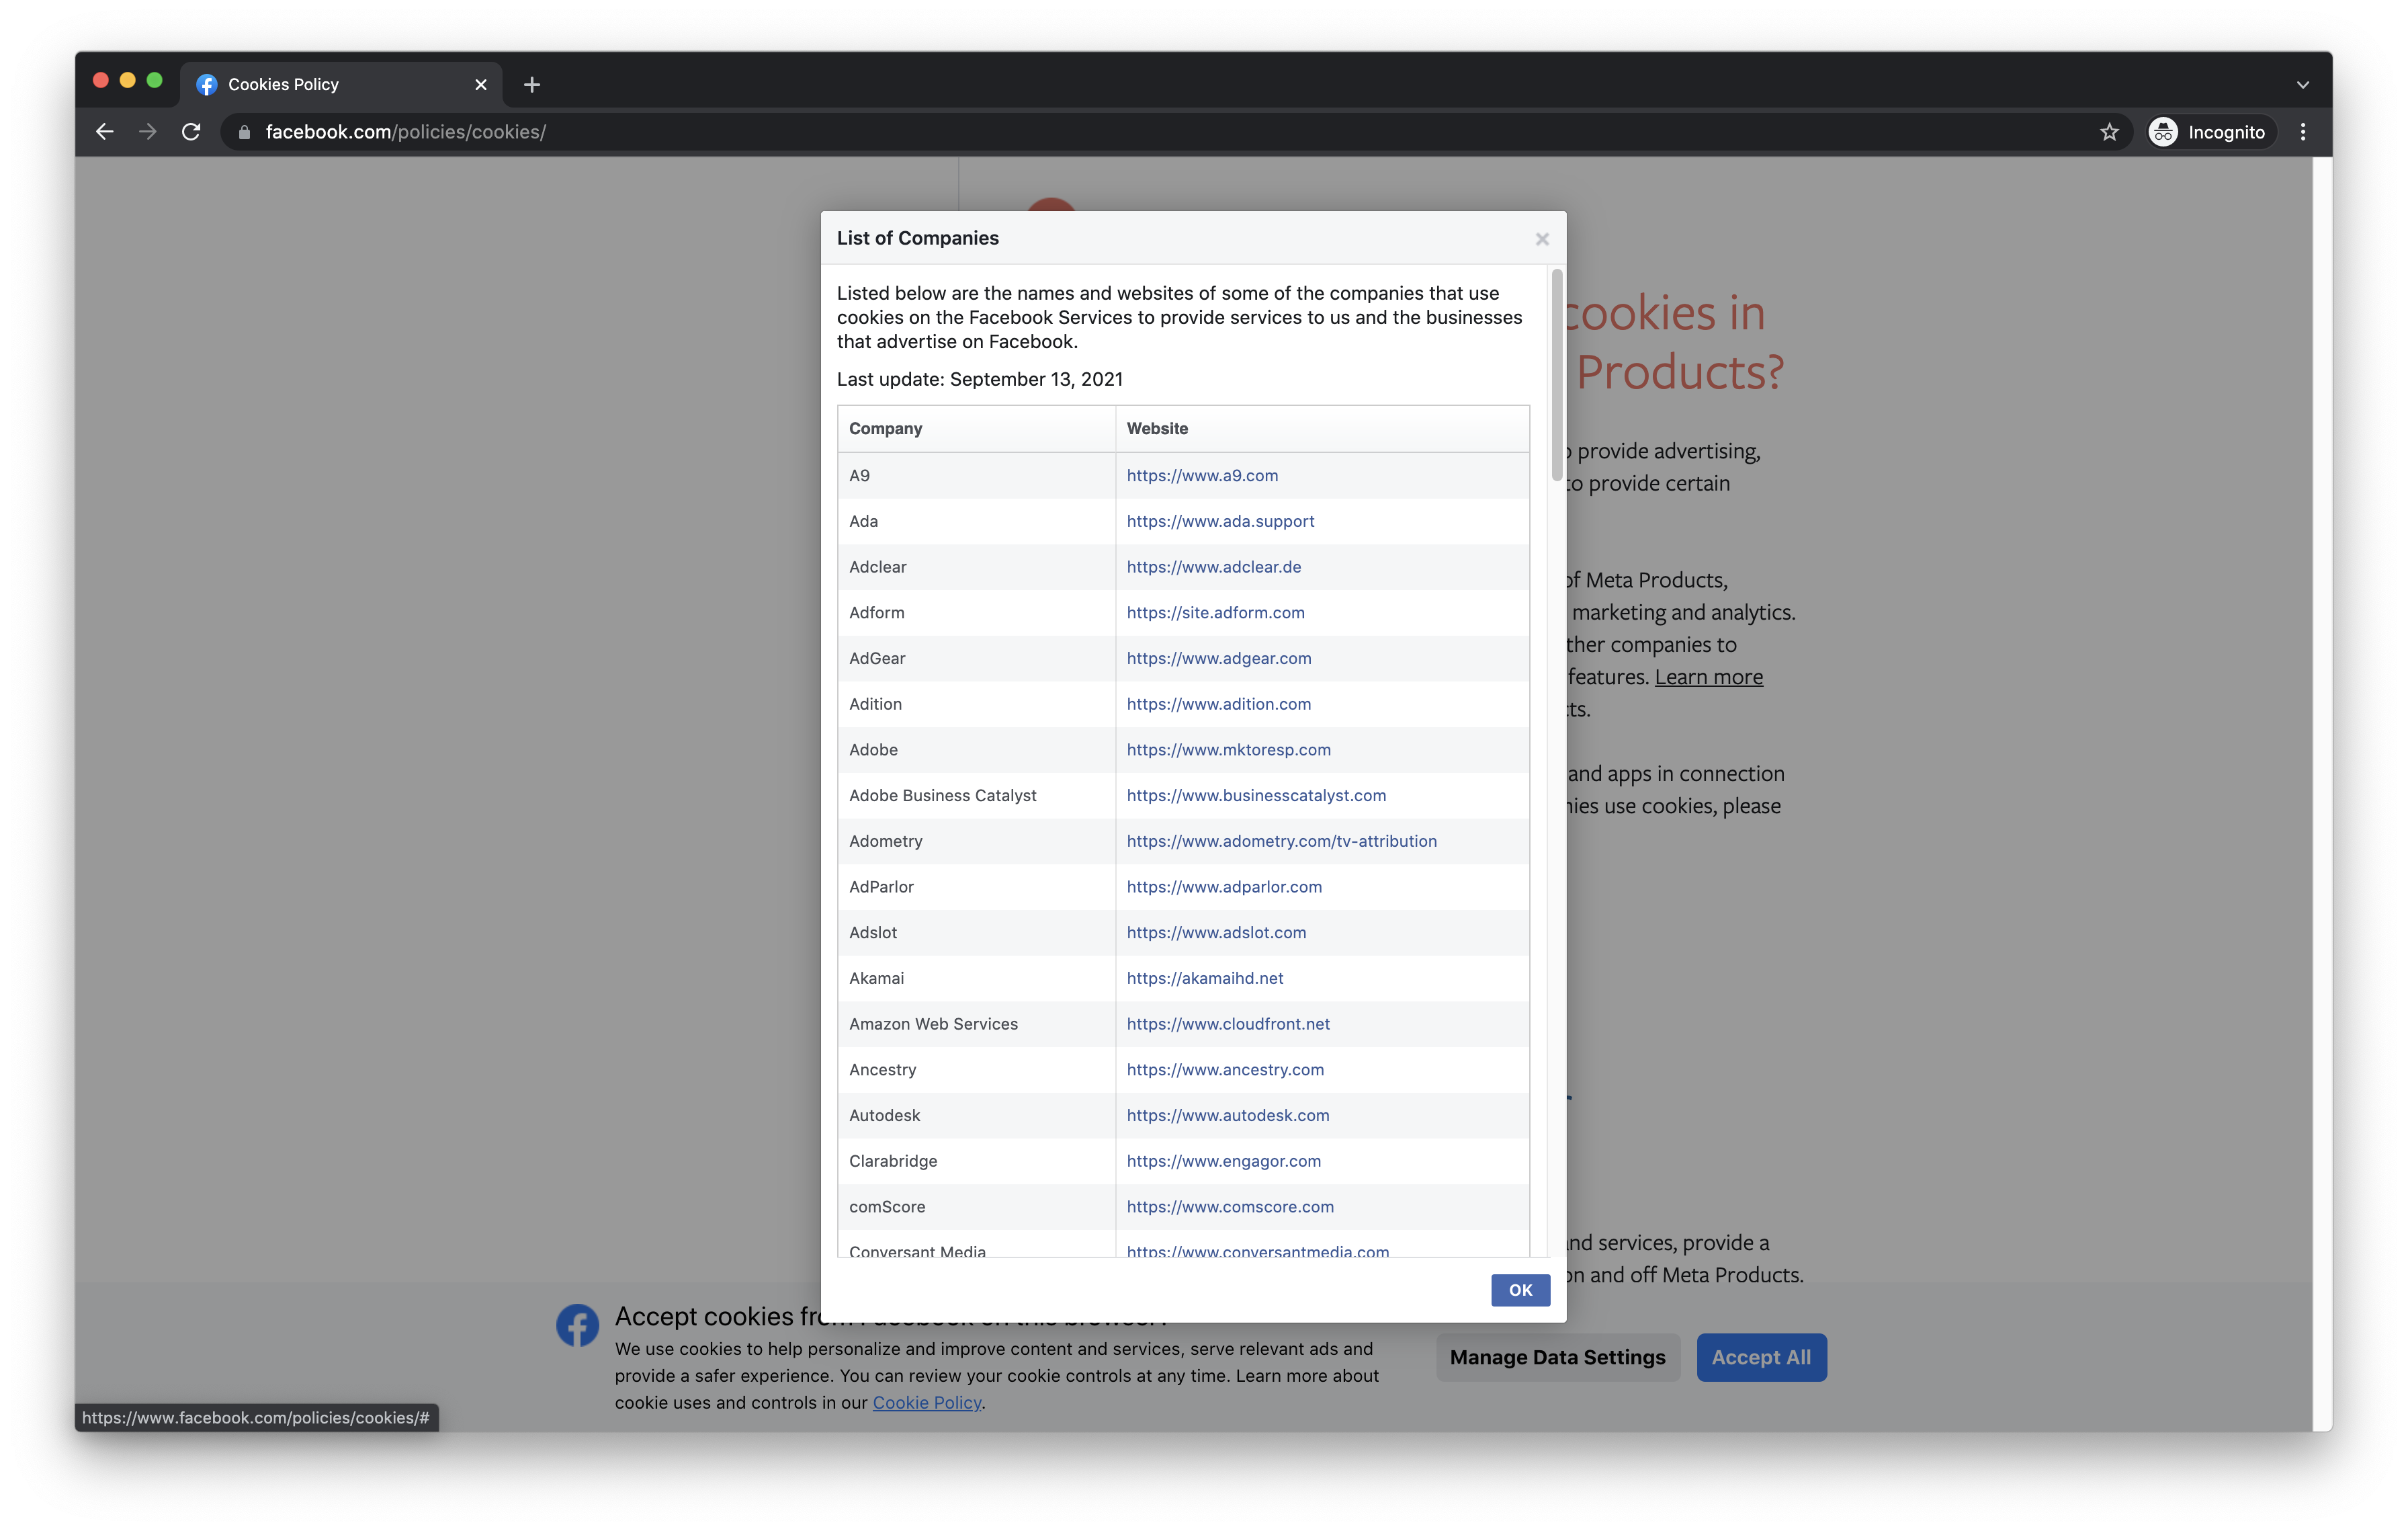 Cookies Policy
facebook.com/policies/cookies/
Incognito
List of Companies
Listed below are the names and websites of some of the companies that use
cookies on the Facebook Services to provide services to us and the businesses
that advertise on Facebook.
Last update: September 13, 2021
Company Website
A9 https://www.a9.com
Ada https://www.ada.support
Adclear https://www.adclear.de
Adform https://site.adform.com
AdGear https://www.adgear.com
Adition https://www.adition.com
Adobe https://www.mktoresp.com
Adobe Business Catalyst https://www.businesscatalyst.com
Adometry https://www.adometry.com/tv-attribution
AdParlor https://www.adparlor.com
Adslot https://www.adslot.com
Akamai https://akamaihd.net
Amazon Web Services https://www.cloudfront.net
Ancestry https://www.ancestry.com
Autodesk https://www.autodesk.com
Clarabridge https://www.engagor.com
comScore https://www.comscore.com
Conversant Media https://www.conversantmedia.com
OK
cookies in
Products?
provide advertising,
to provide certain
of Meta Products,
marketing and analytics.
companies to
features. Learn more
and apps in connection
use cookies, please
services, provide a
and off Meta Products.
Accept cookies from Facebook on this browser?
We use cookies to help personalize and improve content and services, serve relevant ads and
provide a safer experience. You can review your cookie controls at any time. Learn more about
cookie uses and controls in our Cookie Policy.
Manage Data Settings
Accept All
https://www.facebook.com/policies/cookies/#